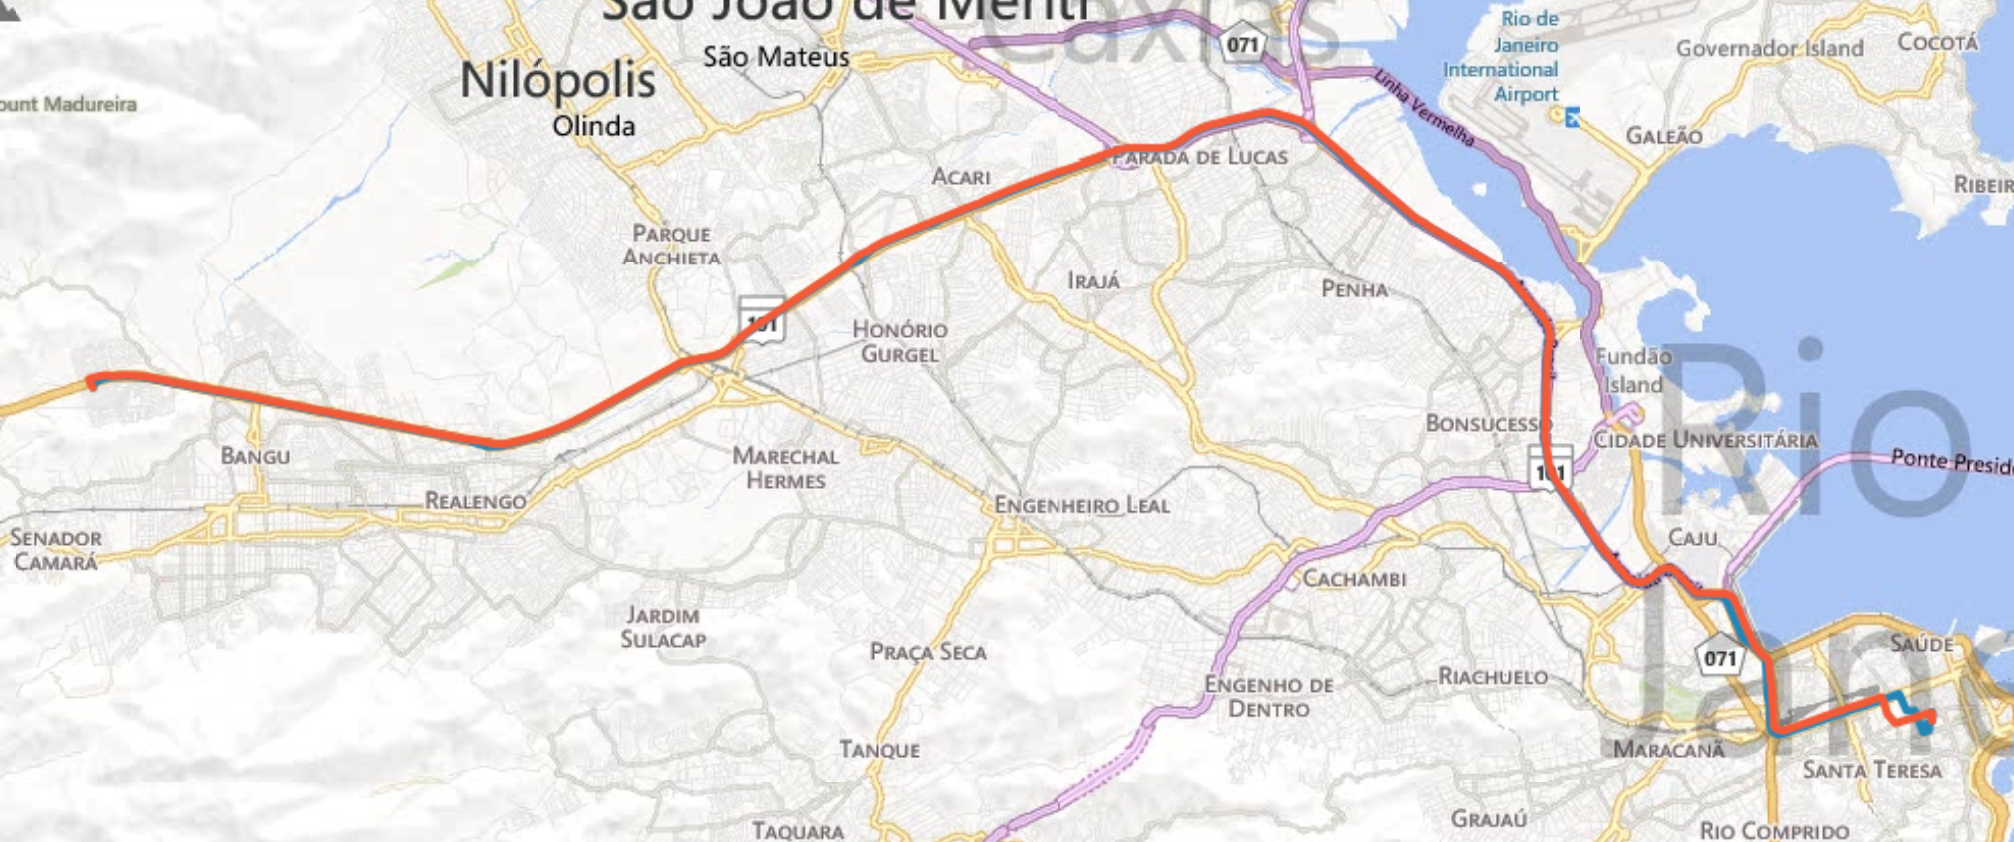 São João de Meriti
Caxias
071
Rio de
Janeiro
International
Airport
Governador Island
COCOTÁ
São Mateus
Nilópolis
Olinda
ount Madureira
Linha Vermelha
GALEÃO
RIBEIR
PARADA DE LUCAS
ACARI
PARQUE
ANCHIETA
IRAJÁ
PENHA
101
HONÓRIO
GURGEL
Fundão
Island
Rio
BONSUCESSO
CIDADE UNIVERSITÁRIA
BANGU
MARECHAL
HERMES
101
Ponte Presid
REALENGO
ENGENHEIRO LEAL
SENADOR
CAMARÁ
CAJU
CACHAMBI
JARDIM
SULACAP
PRAÇA SECA
SAÚDE
071
RIACHUELO
ENGENHO DE
DENTRO
Jan
TANQUE
MARACANÃ
SANTA TERESA
TAQUARA
GRAJAÚ
RIO COMPRIDO